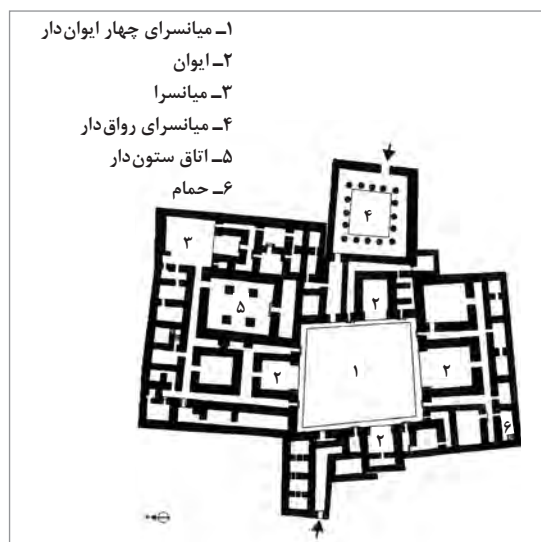 ۱ـ میانسرای چهار ایوان‌دار
۲ـ ایوان
۳ـ میانسرا
۴ـ میانسرای رواق‌دار
۵ـ اتاق ستون‌دار
۶ـ حمام
۴
۳
۲
۵
۱
۲
۲
۲
۶